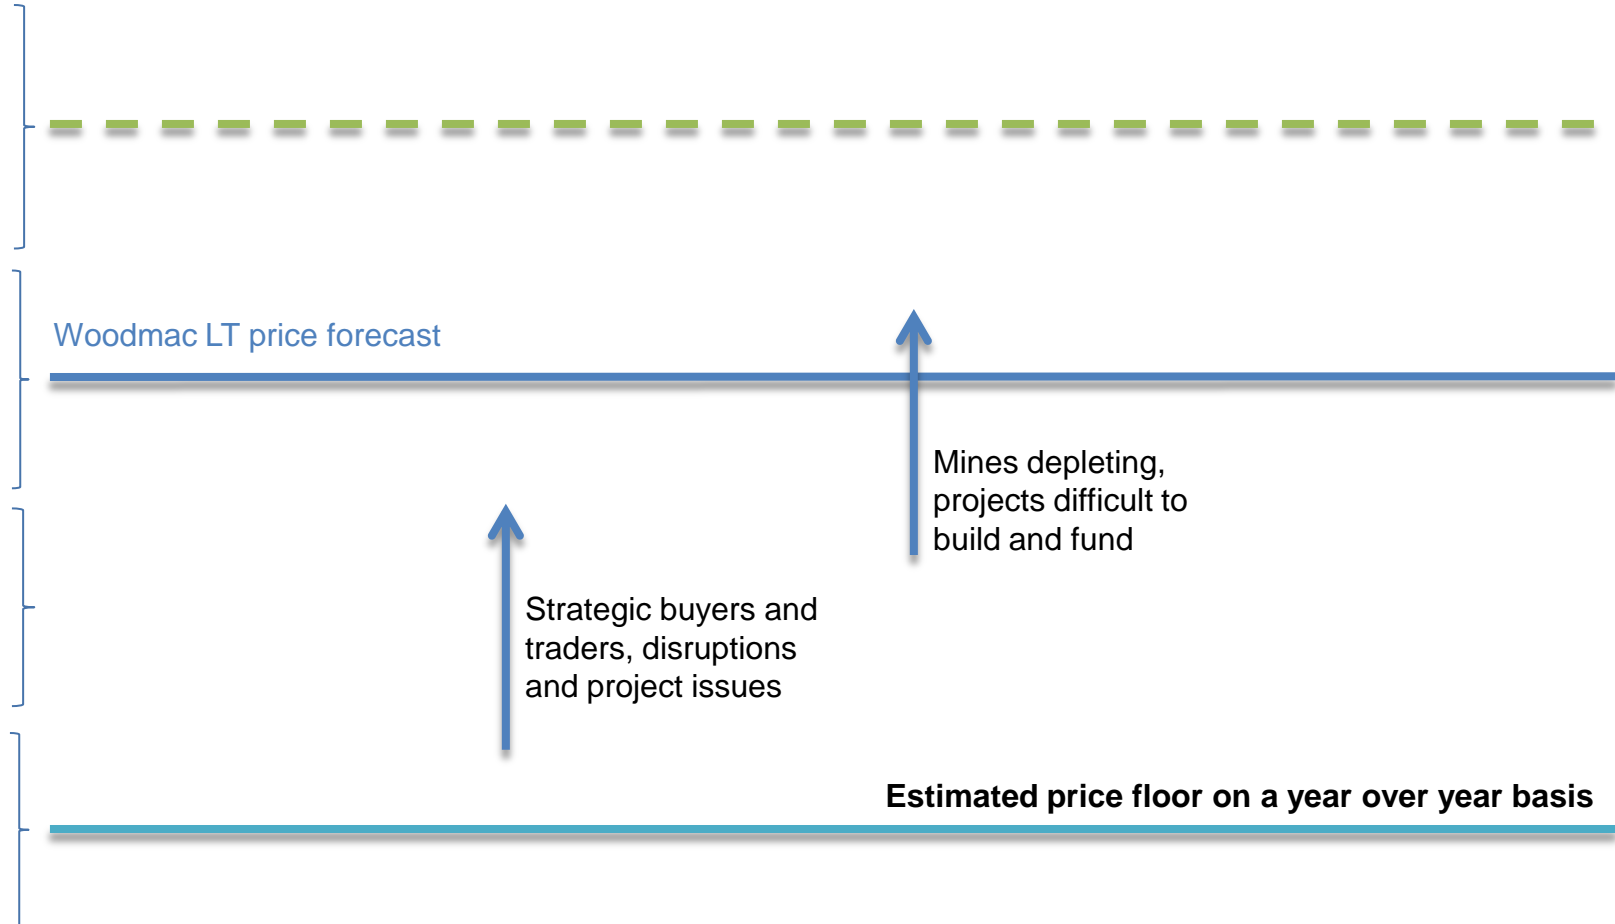 Woodmac LT price forecast
Mines depleting,
projects difficult to
build and fund
Strategic buyers and
traders, disruptions
and project issues
Estimated price floor on a year over year basis